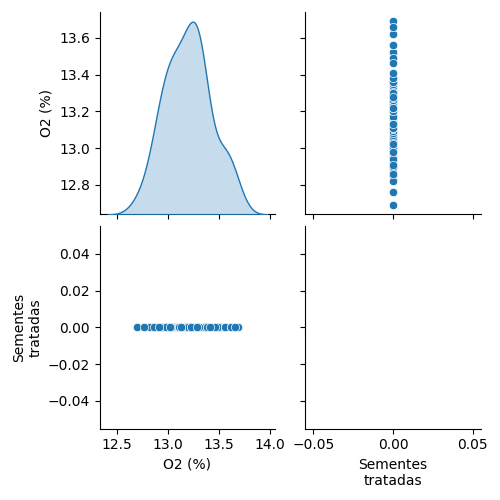 13.6
13.4
13.2
13.0
12.8
O2 (%)
0.04
0.02
0.00
−0.02
−0.04
Sementes
tratadas
12.5
13.0
13.5
14.0
O2 (%)
−0.05
0.00
0.05
Sementes
tratadas